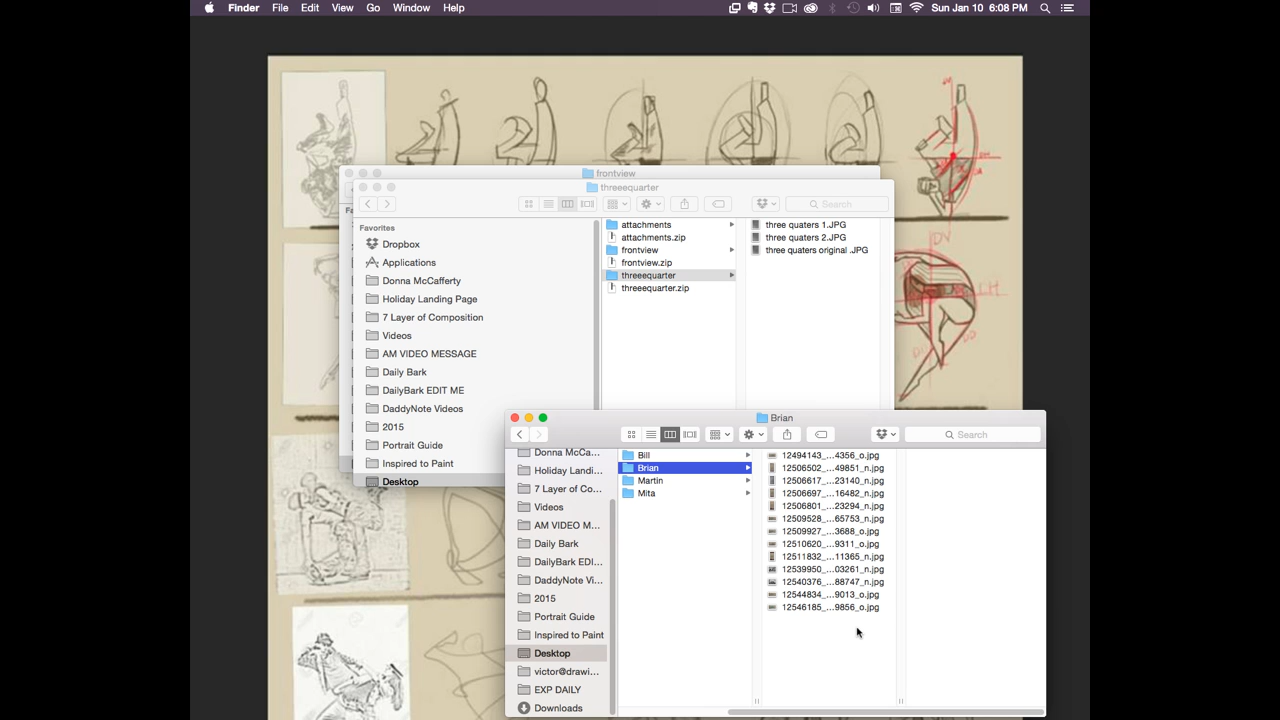 Finder File Edit View Go Window Help Sun Jan 10 6:08 PM
frontview
threeequarter
Search
Favorites
Dropbox
Applications
Donna McCafferty
Holiday Landing Page
7 Layer of Composition
Videos
AM VIDEO MESSAGE
Daily Bark
DailyBark EDIT ME
DaddyNote Videos
2015
Portrait Guide
Inspired to Paint
Desktop
attachments
attachments.zip
frontview
frontview.zip
threeequarter
threeequarter.zip
three quaters 1.JPG
three quaters 2.JPG
three quaters original .JPG
DV
LH
DD
Brian
Search
Donna McCa...
Holiday Landi...
7 Layer of Co...
Videos
AM VIDEO M...
Daily Bark
DailyBark EDI...
DaddyNote Vi...
2015
Portrait Guide
Inspired to Paint
Desktop
victor@drawi...
EXP DAILY
Downloads
Bill
Brian
Martin
Mita
12494143_...4356_o.jpg
12506502_...49851_n.jpg
12506617_...23140_n.jpg
12506697_...16482_n.jpg
12506801_...23294_n.jpg
12509528_...65753_n.jpg
12509927_...3688_o.jpg
12510620_...9311_o.jpg
12511832_...11365_n.jpg
12539950_...03261_n.jpg
12540376_...88747_n.jpg
12544834_...9013_o.jpg
12546185_...9856_o.jpg